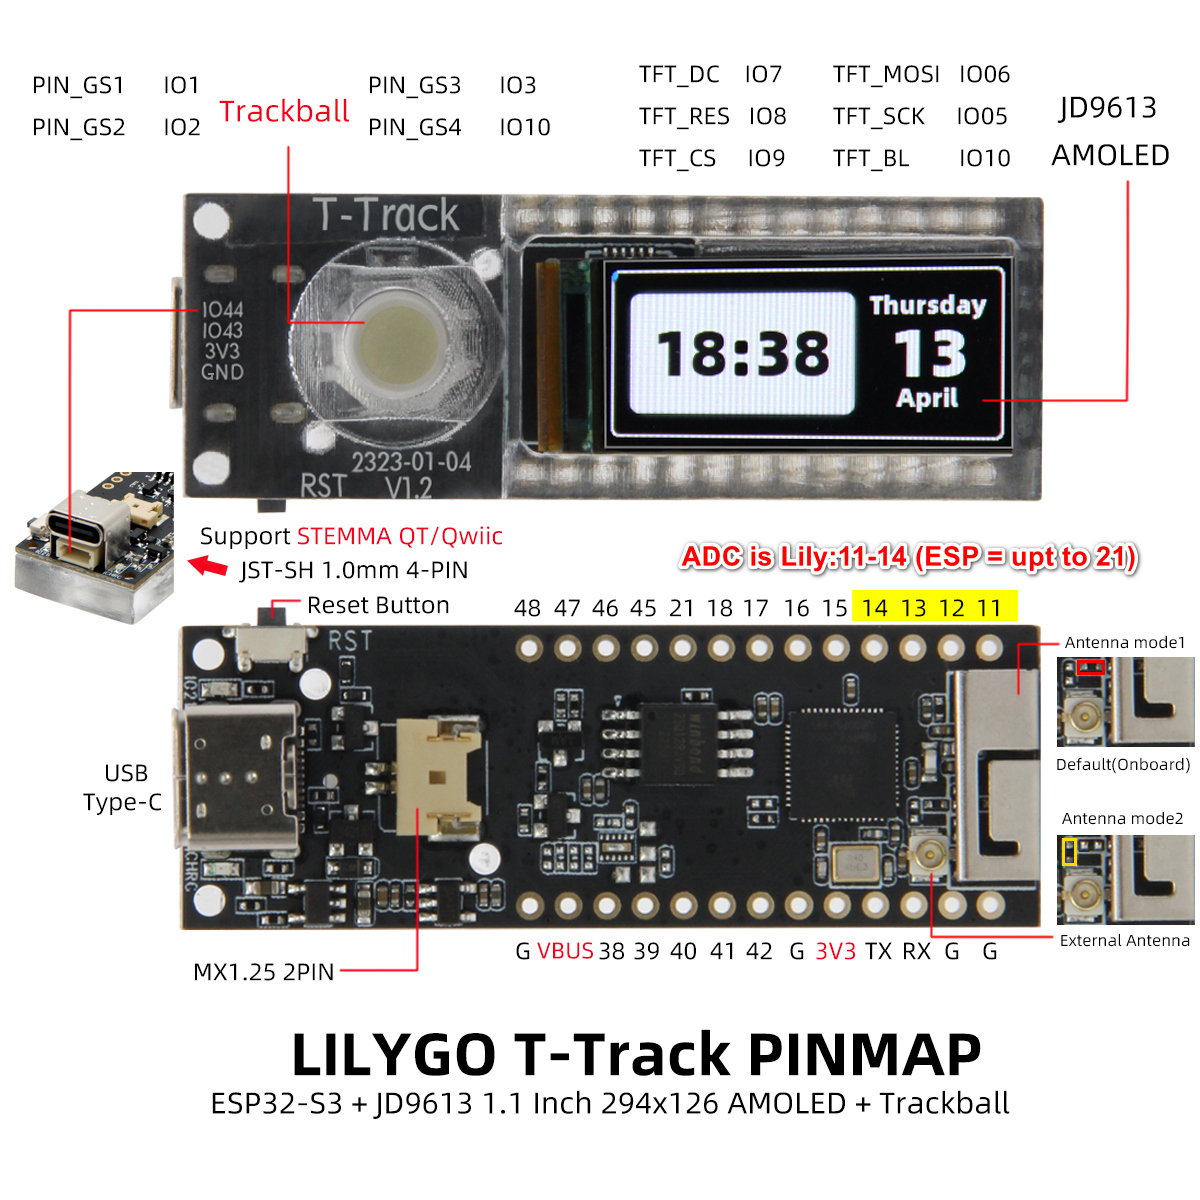 PIN_GS1 IO1
PIN_GS2 IO2
Trackball
PIN_GS3 IO3
PIN_GS4 IO10
TFT_DC IO7
TFT_RES IO8
TFT_CS IO9
TFT_MOSI IO06
TFT_SCK IO05
TFT_BL IO10
JD9613
AMOLED
T-Track
IO44
IO43
3V3
GND
2323-01-04
V1.2
RST
18:38
Thursday
13
April
Support STEMMA QT/Qwiic
JST-SH 1.0mm 4-PIN
ADC is Lily:11-14 (ESP = upt to 21)
Reset Button
48 47 46 45 21 18 17 16 15 14 13 12 11
RST
IO2
winbond
CHRC
USB
Type-C
MX1.25 2PIN
G VBUS 38 39 40 41 42 G 3V3 TX RX G G
Antenna mode1
Default(Onboard)
Antenna mode2
External Antenna
LILYGO T-Track PINMAP
ESP32-S3 + JD9613 1.1 Inch 294x126 AMOLED + Trackball